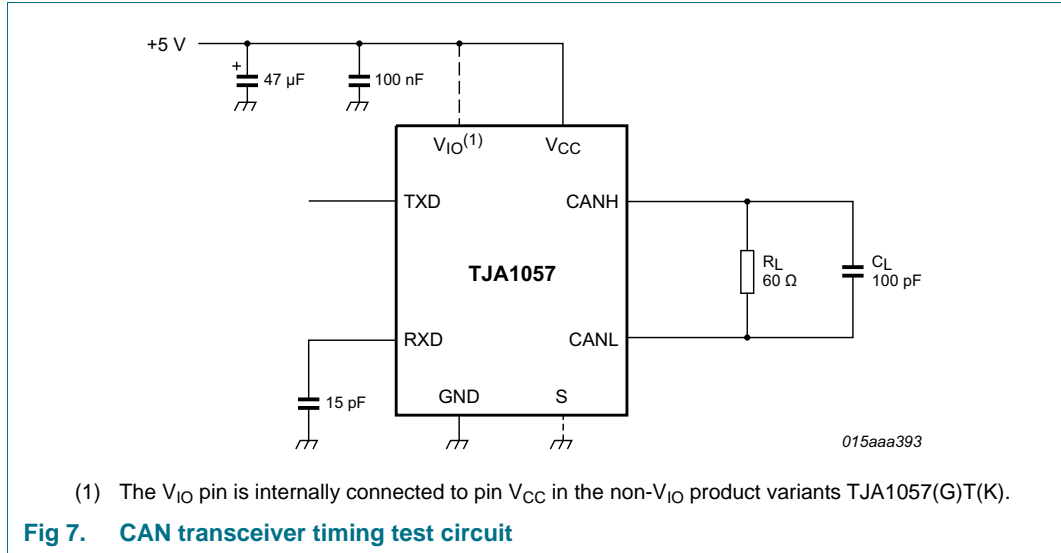 +5 V
+
47 µF
100 nF
VIO(1)
VCC
TXD
CANH
TJA1057
RL
60 Ω
CL
100 pF
RXD
CANL
15 pF
GND
S
015aaa393
(1) The VIO pin is internally connected to pin VCC in the non-VIO product variants TJA1057(G)T(K).
Fig 7. CAN transceiver timing test circuit